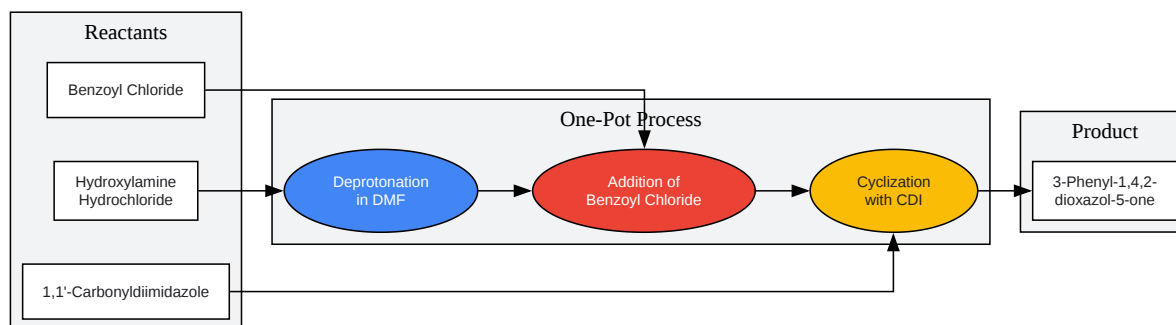 Reactants
Benzoyl Chloride
Hydroxylamine
Hydrochloride
1,1'-Carbonyldiimidazole
One-Pot Process
Deprotonation
in DMF
Addition of
Benzoyl Chloride
Cyclization
with CDI
Product
3-Phenyl-1,4,2-
dioxazol-5-one